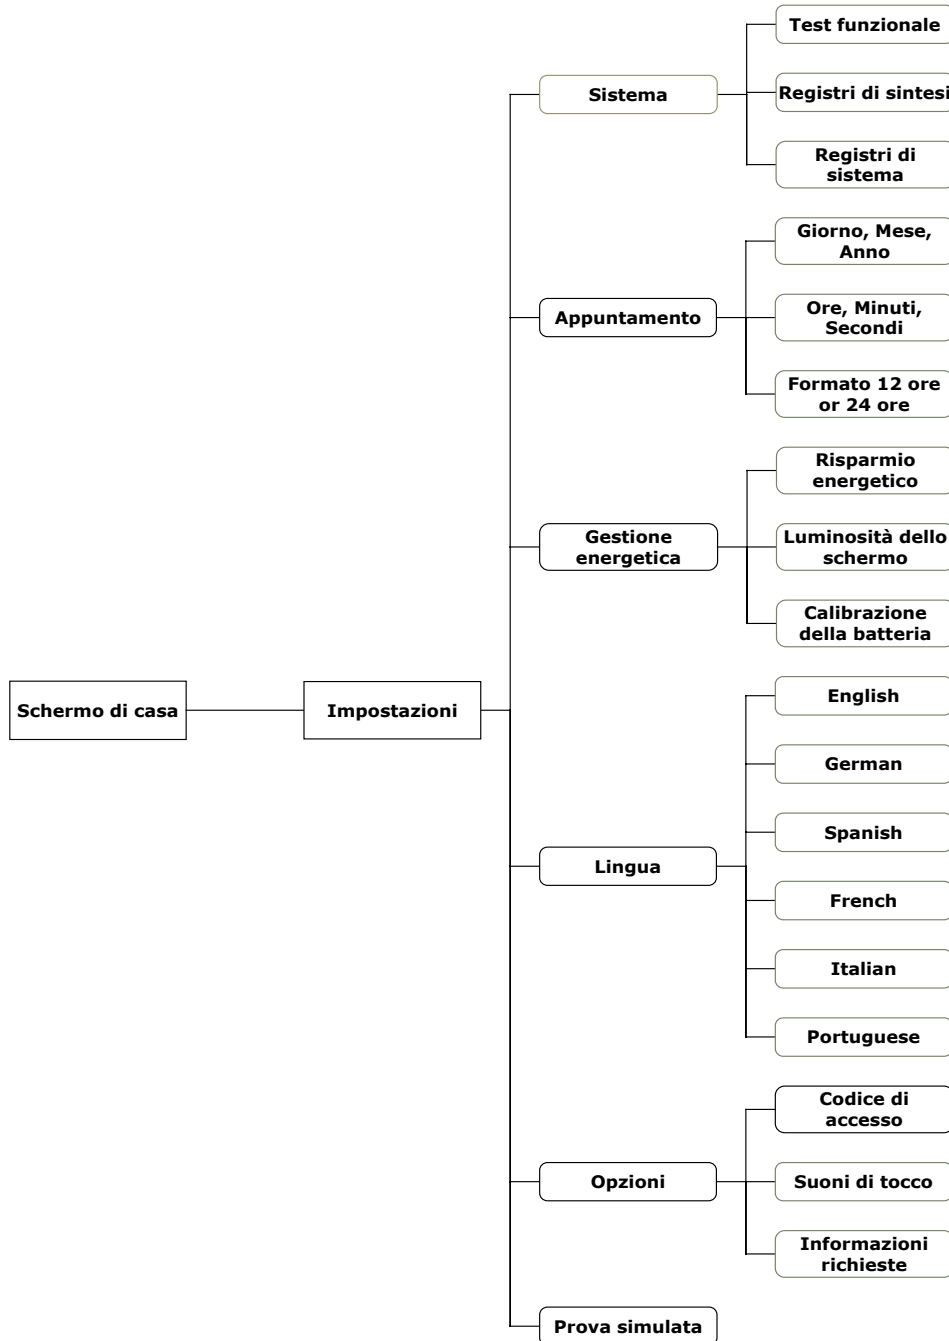 Schermo di casa
Impostazioni
Sistema
Test funzionale
Registri di sintesi
Registri di
sistema
Appuntamento
Giorno, Mese,
Anno
Ore, Minuti,
Secondi
Formato 12 ore
or 24 ore
Gestione
energetica
Risparmio
energetico
Luminosità dello
schermo
Calibrazione
della batteria
Lingua
English
German
Spanish
French
Italian
Portuguese
Opzioni
Codice di
accesso
Suoni di tocco
Informazioni
richieste
Prova simulata